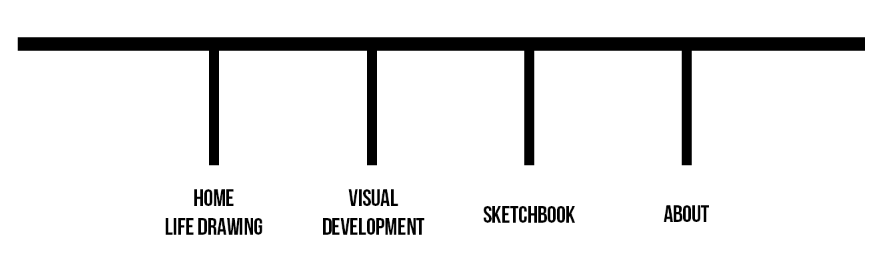 HOME
LIFE DRAWING
VISUAL
DEVELOPMENT
SKETCHBOOK
ABOUT